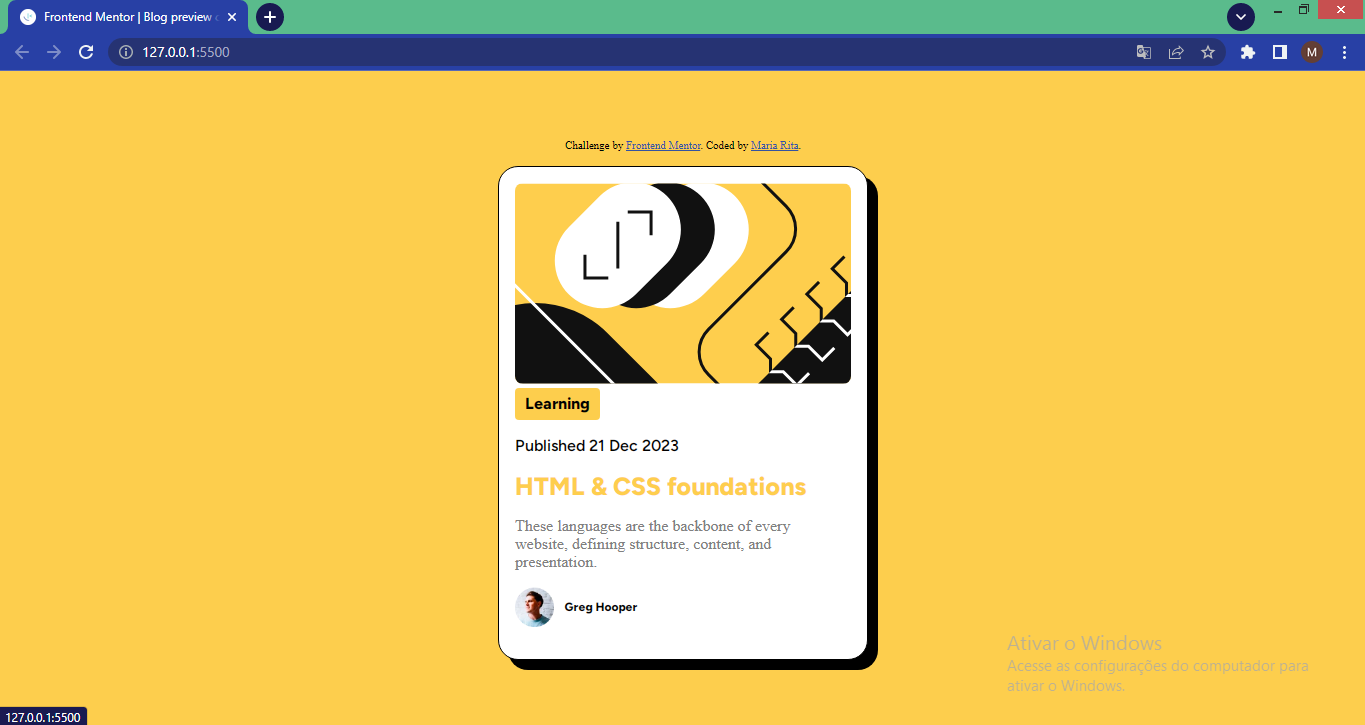 Frontend Mentor | Blog preview c
127.0.0.1:5500
M
Challenge by Frontend Mentor. Coded by Maria Rita.
Learning
Published 21 Dec 2023
HTML & CSS foundations
These languages are the backbone of every
website, defining structure, content, and
presentation.
Greg Hooper
Ativar o Windows
Acesse as configurações do computador para
ativar o Windows.
127.0.0.1:5500